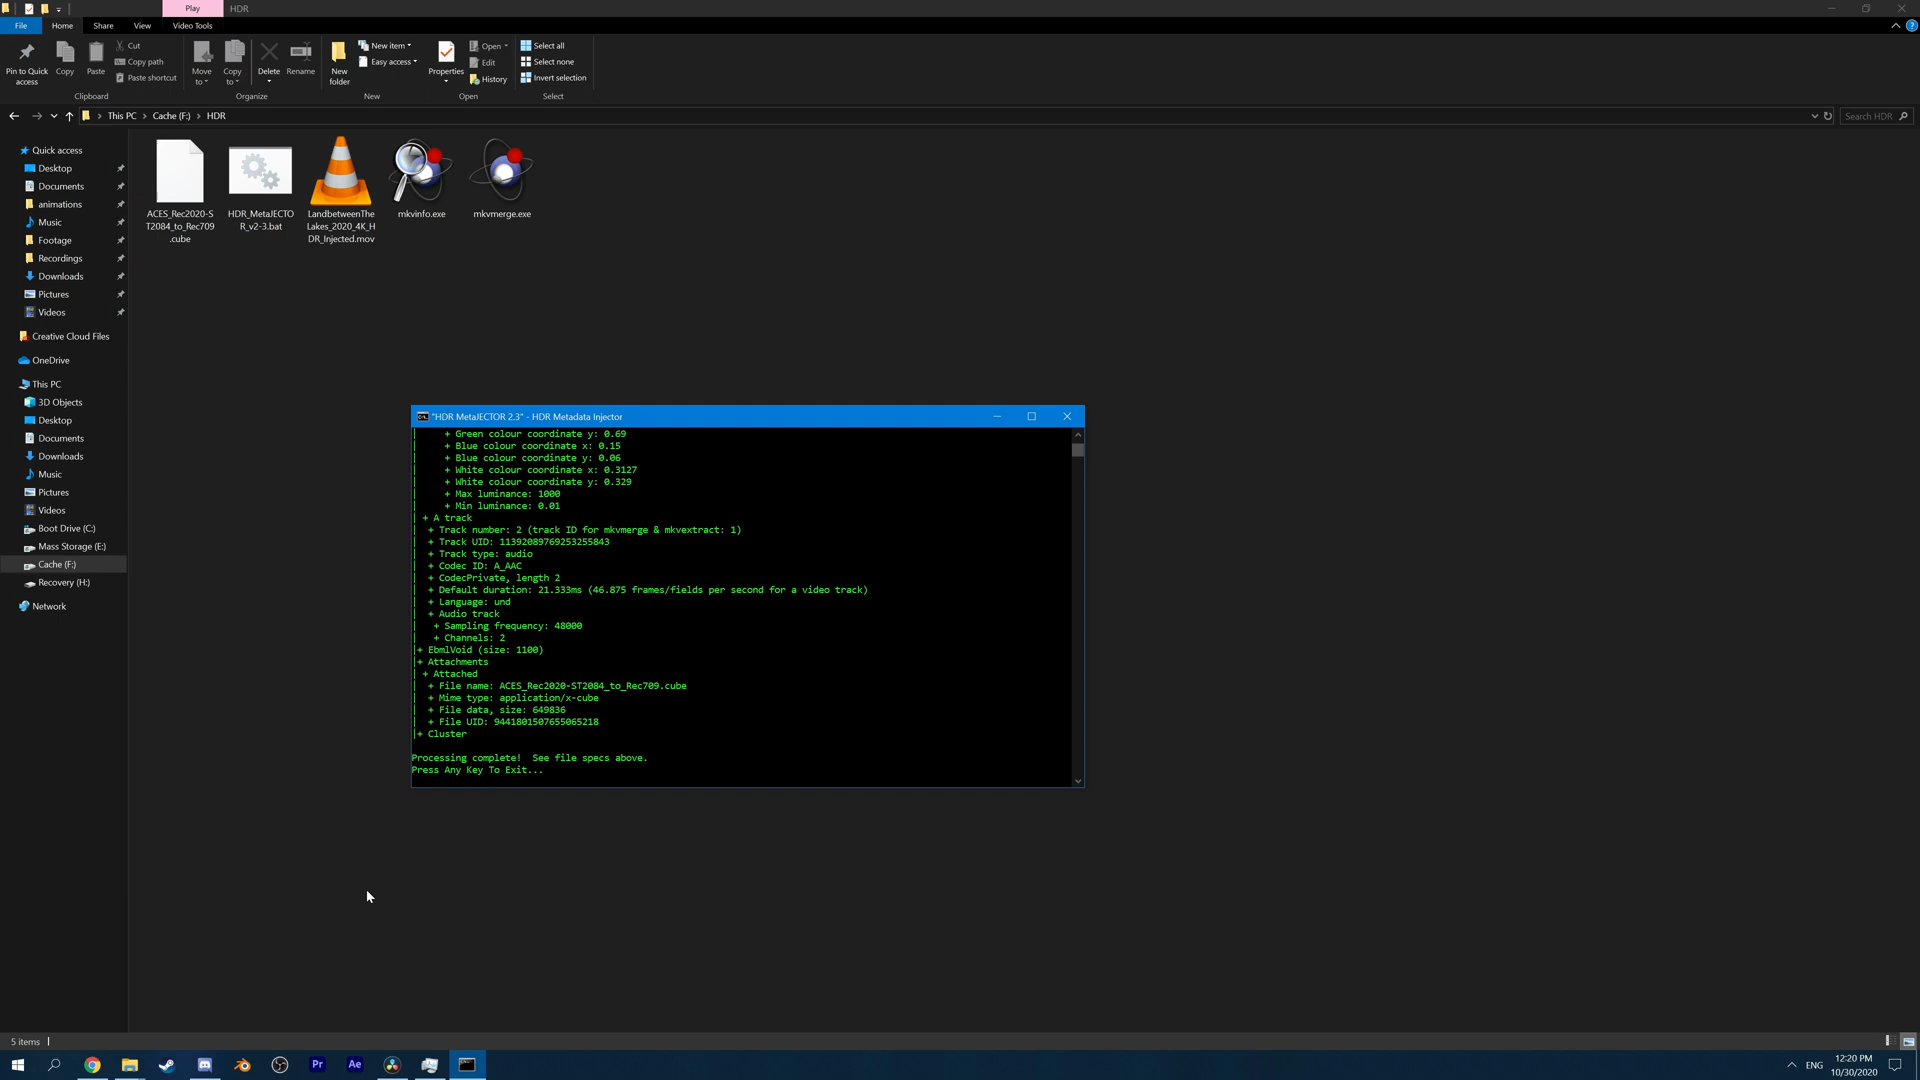 Play
HDR
File
Home
Share
View
Video Tools
Pin to Quick
access
Copy
Paste
Cut
Copy path
Paste shortcut
Clipboard
Move
to
Copy
to
Delete
Rename
Organize
New
folder
New item
Easy access
New
Properties
Open
Edit
History
Open
Select all
Select none
Invert selection
Select
This PC > Cache (F:) > HDR
Search HDR
Quick access
Desktop
Documents
animations
Music
Footage
Recordings
Downloads
Pictures
Videos
Creative Cloud Files
OneDrive
This PC
3D Objects
Desktop
Documents
Downloads
Music
Pictures
Videos
Boot Drive (C:)
Mass Storage (E:)
Cache (F:)
Recovery (H:)
Network
ACES_Rec2020-S
T2084_to_Rec709
.cube
HDR_MetaJECTO
R_v2-3.bat
LandbetweenThe
Lakes_2020_4K_H
DR_Injected.mov
mkvinfo.exe
mkvmerge.exe
"HDR MetaJECTOR 2.3" - HDR Metadata Injector
|     + Green colour coordinate y: 0.69
|     + Blue colour coordinate x: 0.15
|     + Blue colour coordinate y: 0.06
|     + White colour coordinate x: 0.3127
|     + White colour coordinate y: 0.329
|     + Max luminance: 1000
|     + Min luminance: 0.01
| + A track
|  + Track number: 2 (track ID for mkvmerge & mkvextract: 1)
|  + Track UID: 11392089769253255843
|  + Track type: audio
|  + Codec ID: A_AAC
|  + CodecPrivate, length 2
|  + Default duration: 21.333ms (46.875 frames/fields per second for a video track)
|  + Language: und
|  + Audio track
|   + Sampling frequency: 48000
|   + Channels: 2
|+ EbmlVoid (size: 1100)
|+ Attachments
| + Attached
|  + File name: ACES_Rec2020-ST2084_to_Rec709.cube
|  + Mime type: application/x-cube
|  + File data, size: 649836
|  + File UID: 9441801507655065218
|+ Cluster
Processing complete!  See file specs above.
Press Any Key To Exit...
5 items
Pr
Ae
ENG
12:20 PM
10/30/2020